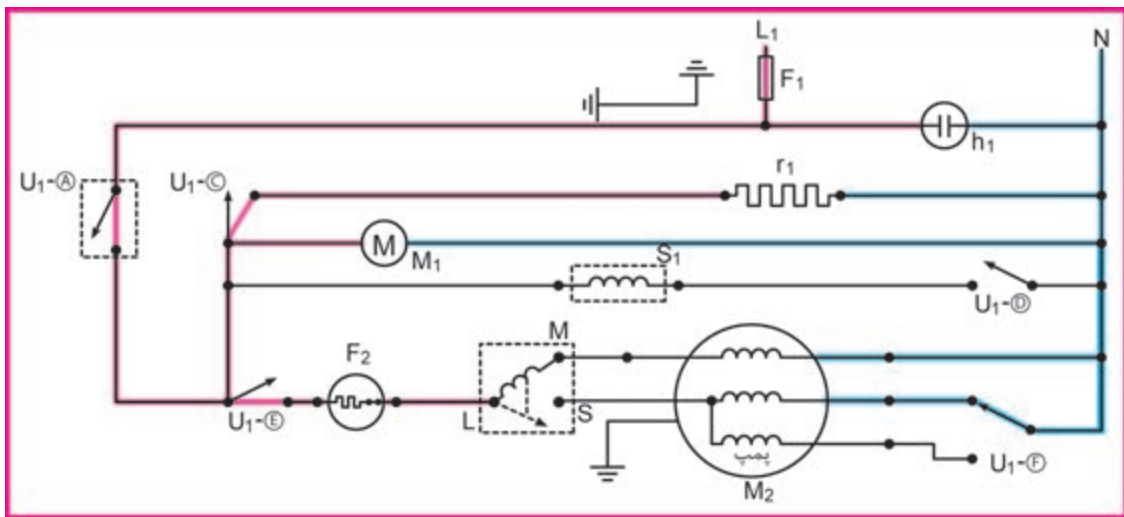 L1
N
F1
h1
U1-Ⓐ
U1-Ⓒ
r1
M
M1
S1
U1-Ⓓ
F2
M
L
S
U1-Ⓔ
پمپ
U1-Ⓕ
M2